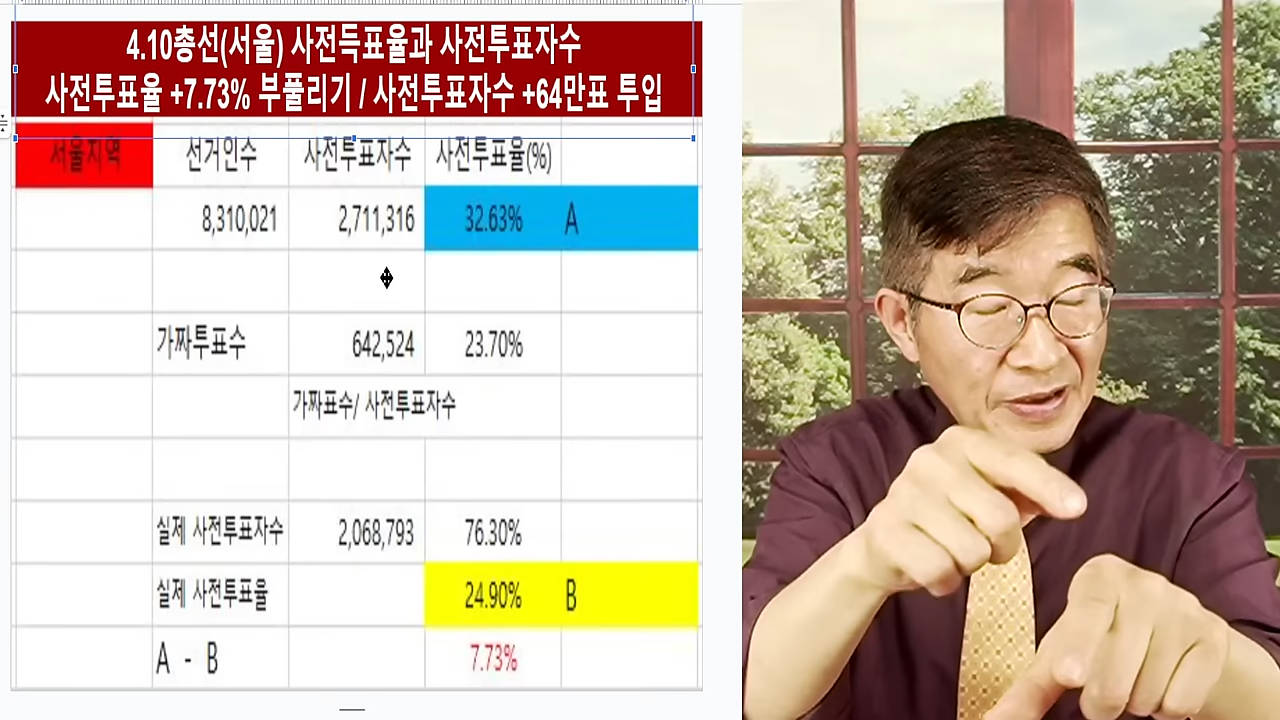 4.10총선(서울) 사전득표율과 사전투표자수
사전투표율 +7.73% 부풀리기 / 사전투표자수 +64만표 투입
서울지역 선거인수 사전투표자수 사전투표율(%)
8,310,021 2,711,316 32.63% A
가짜투표수 642,524 23.70%
가짜표수/ 사전투표자수
실제 사전투표자수 2,068,793 76.30%
실제 사전투표율 24.90% B
A - B 7.73%